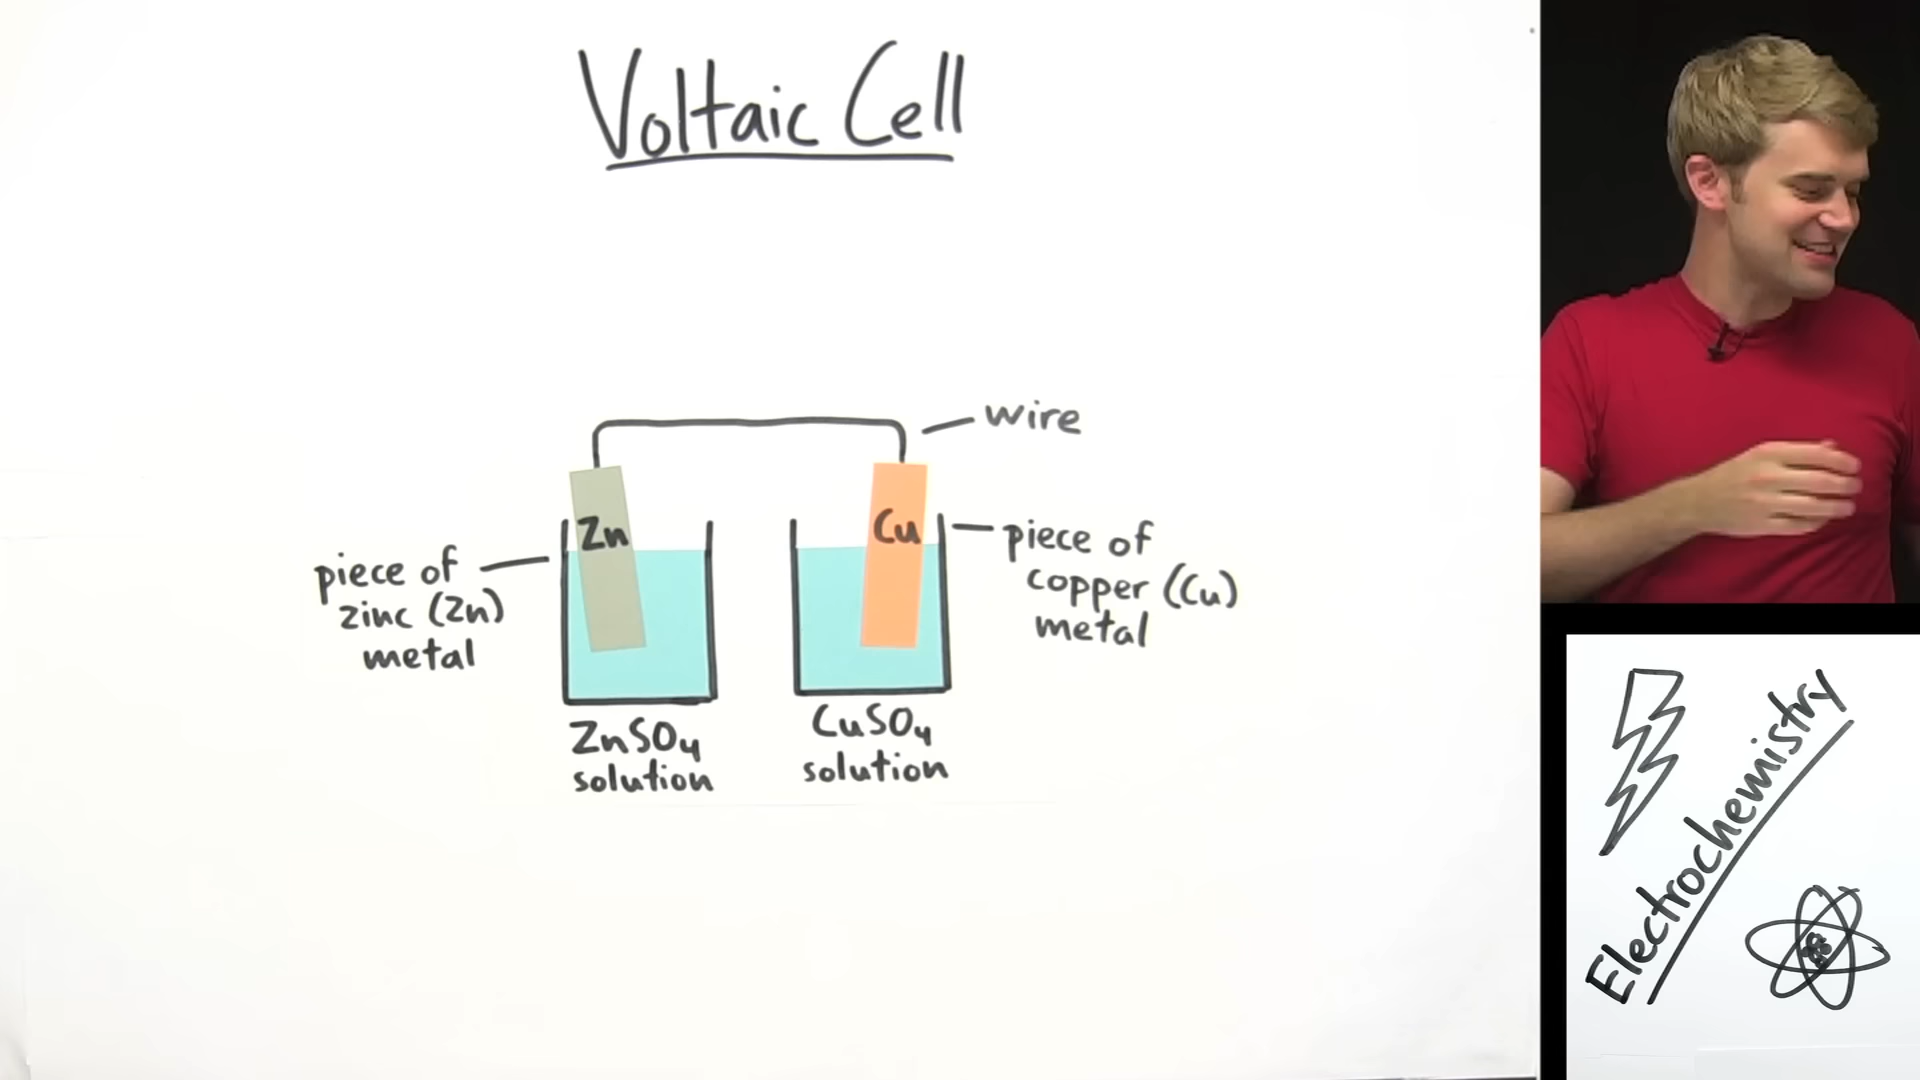 Voltaic Cell
wire
Zn
Cu
piece of
zinc (Zn)
metal
piece of
copper (Cu)
metal
ZnSO₄
solution
CuSO₄
solution
Electrochemistry